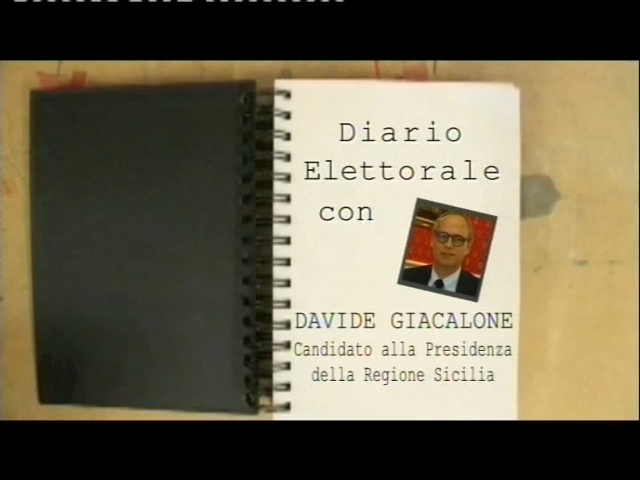 Diario
Elettorale
con
DAVIDE GIACALONE
Candidato alla Presidenza
della Regione Sicilia